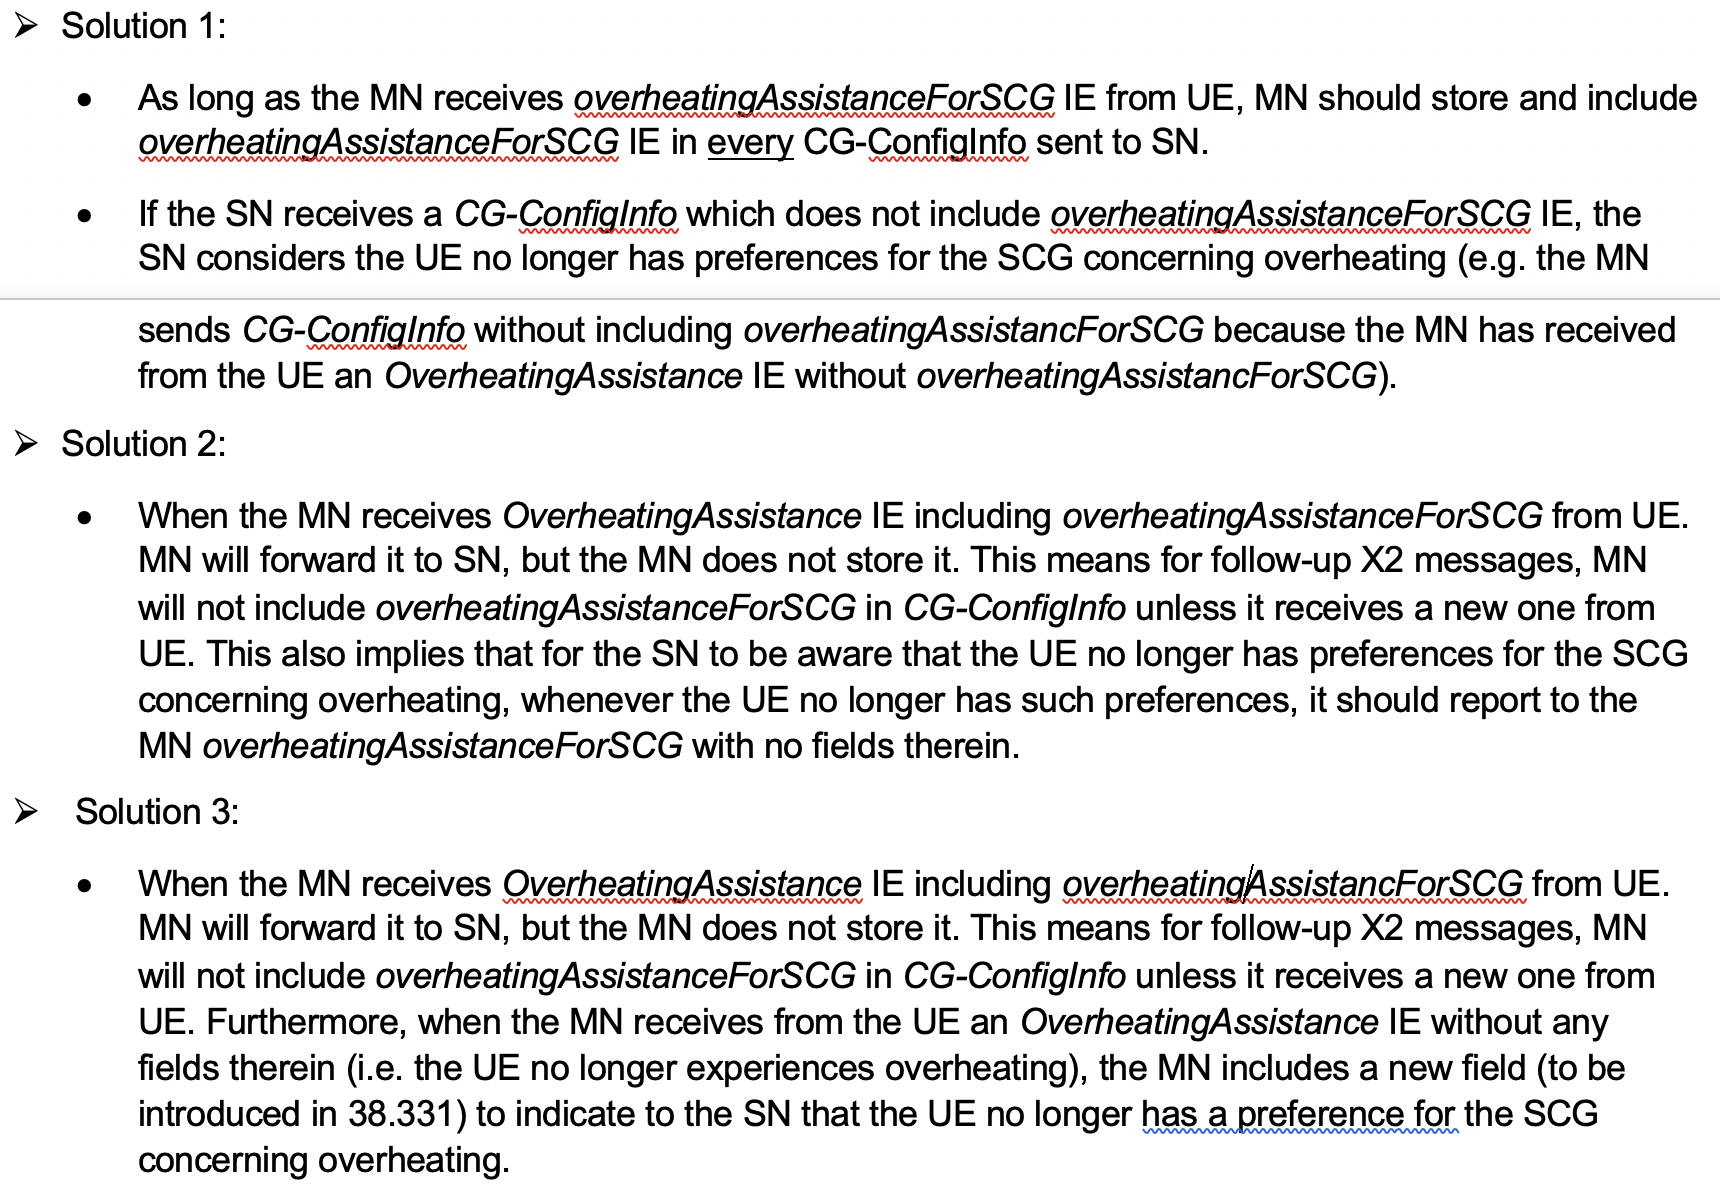 ➢ Solution 1:
• As long as the MN receives overheatingAssistanceForSCG IE from UE, MN should store and include
overheatingAssistanceForSCG IE in every CG-ConfigInfo sent to SN.
• If the SN receives a CG-ConfigInfo which does not include overheatingAssistanceForSCG IE, the
SN considers the UE no longer has preferences for the SCG concerning overheating (e.g. the MN
sends CG-ConfigInfo without including overheatingAssistancForSCG because the MN has received
from the UE an OverheatingAssistance IE without overheatingAssistancForSCG).
➢ Solution 2:
• When the MN receives OverheatingAssistance IE including overheatingAssistanceForSCG from UE.
MN will forward it to SN, but the MN does not store it. This means for follow-up X2 messages, MN
will not include overheatingAssistanceForSCG in CG-ConfigInfo unless it receives a new one from
UE. This also implies that for the SN to be aware that the UE no longer has preferences for the SCG
concerning overheating, whenever the UE no longer has such preferences, it should report to the
MN overheatingAssistanceForSCG with no fields therein.
➢ Solution 3:
• When the MN receives OverheatingAssistance IE including overheatingAssistancForSCG from UE.
MN will forward it to SN, but the MN does not store it. This means for follow-up X2 messages, MN
will not include overheatingAssistanceForSCG in CG-ConfigInfo unless it receives a new one from
UE. Furthermore, when the MN receives from the UE an OverheatingAssistance IE without any
fields therein (i.e. the UE no longer experiences overheating), the MN includes a new field (to be
introduced in 38.331) to indicate to the SN that the UE no longer has a preference for the SCG
concerning overheating.